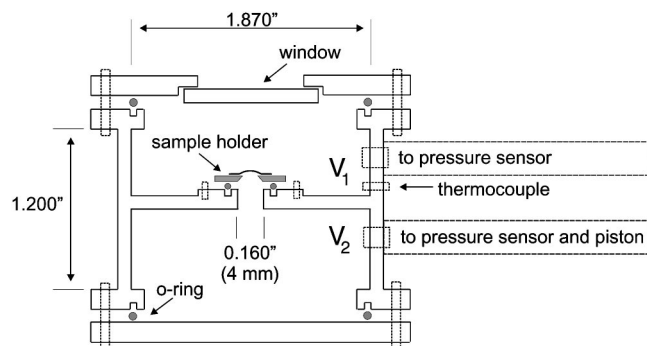 1.870"
window
sample holder
V1
to pressure sensor
thermocouple
1.200"
V2
to pressure sensor and piston
0.160"
(4 mm)
o-ring